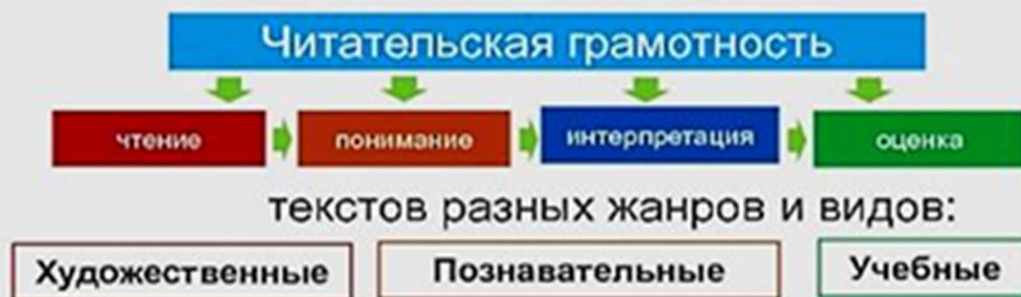 Читательская грамотность
чтение понимание интерпретация оценка
текстов разных жанров и видов:
Художественные Познавательные Учебные